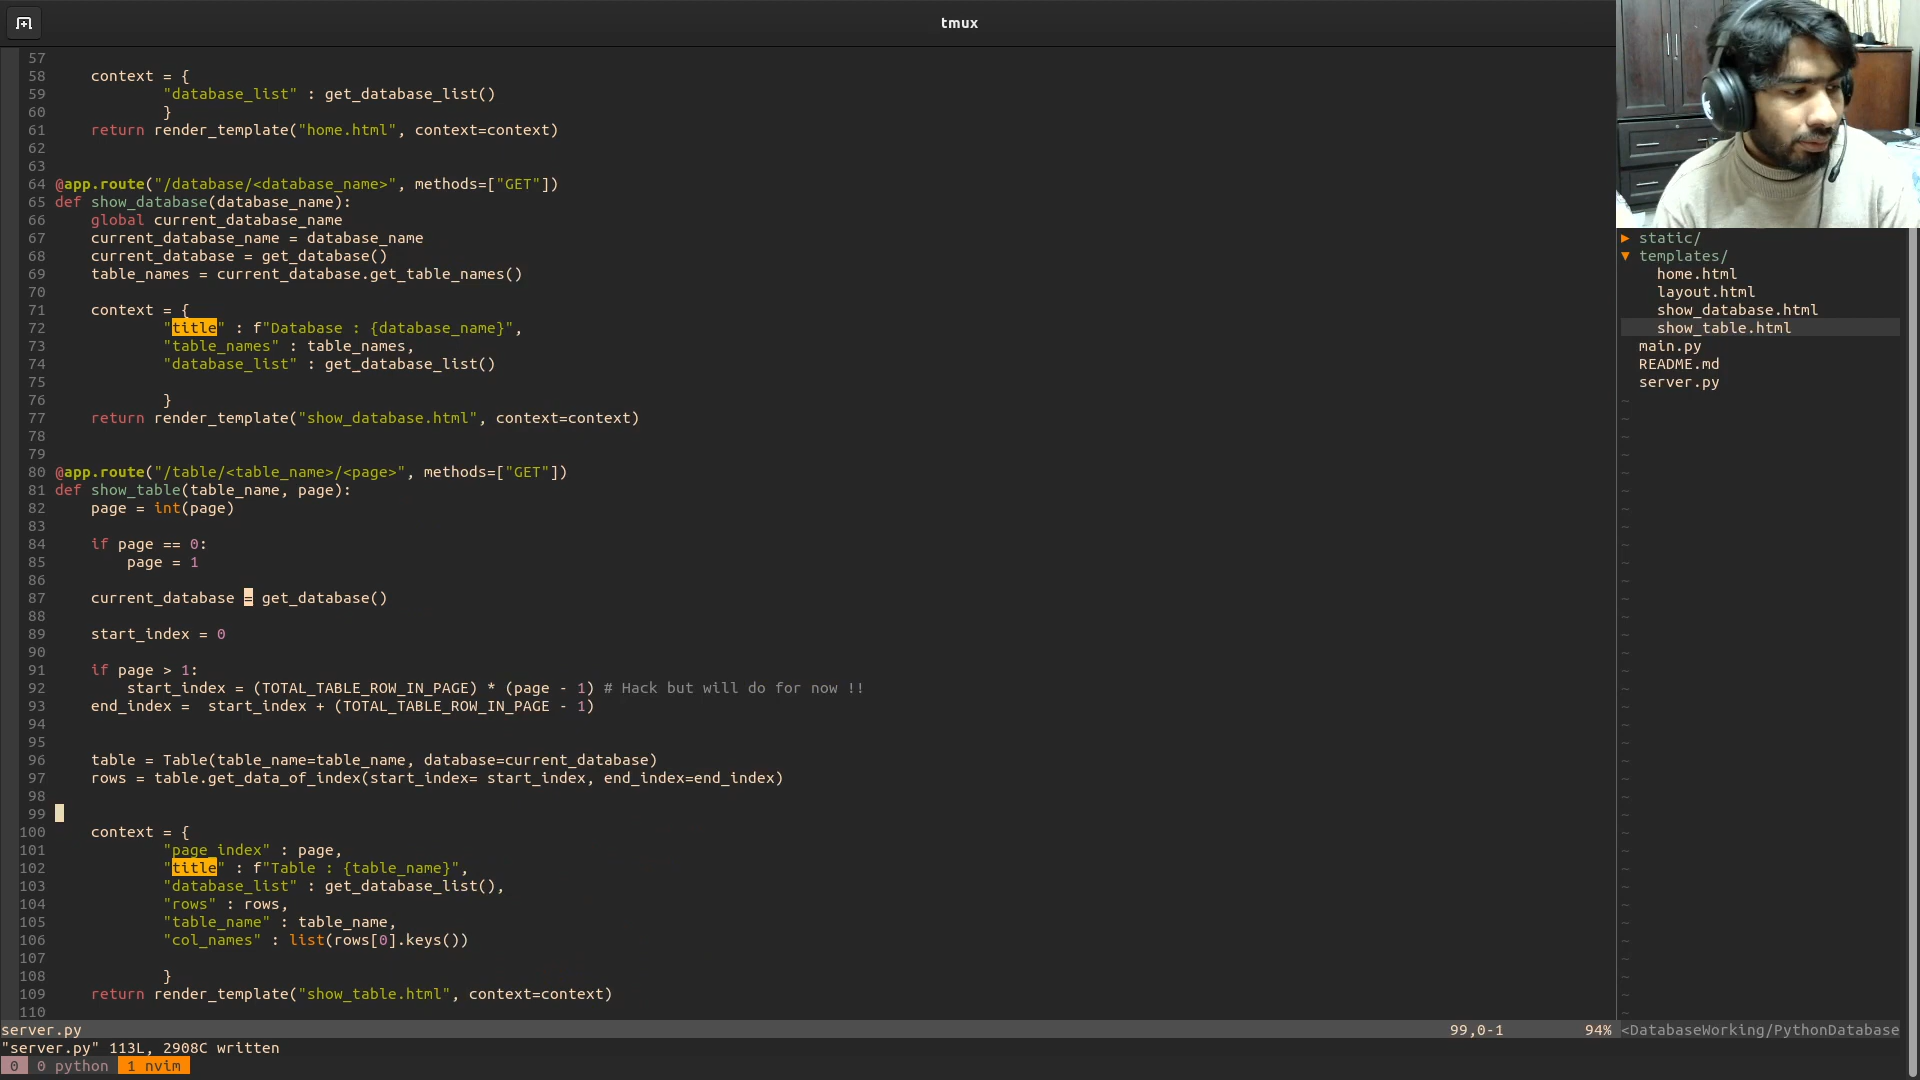 tmux
57
58 context = {
59 "database_list" : get_database_list()
60 }
61 return render_template("home.html", context=context)
62
63
64 @app.route("/database/<database_name>", methods=["GET"])
65 def show_database(database_name):
66 global current_database_name
67 current_database_name = database_name
68 current_database = get_database()
69 table_names = current_database.get_table_names()
70
71 context = {
72 "title" : f"Database : {database_name}",
73 "table_names" : table_names,
74 "database_list" : get_database_list()
75
76 }
77 return render_template("show_database.html", context=context)
78
79
80 @app.route("/table/<table_name>/<page>", methods=["GET"])
81 def show_table(table_name, page):
82 page = int(page)
83
84 if page == 0:
85 page = 1
86
87 current_database = get_database()
88
89 start_index = 0
90
91 if page > 1:
92 start_index = (TOTAL_TABLE_ROW_IN_PAGE) * (page - 1) # Hack but will do for now !!
93 end_index =  start_index + (TOTAL_TABLE_ROW_IN_PAGE - 1)
94
95
96 table = Table(table_name=table_name, database=current_database)
97 rows = table.get_data_of_index(start_index= start_index, end_index=end_index)
98
99
100 context = {
101 "page_index" : page,
102 "title" : f"Table : {table_name}",
103 "database_list" : get_database_list(),
104 "rows" : rows,
105 "table_name" : table_name,
106 "col_names" : list(rows[0].keys())
107
108 }
109 return render_template("show_table.html", context=context)
110
▸ static/
▾ templates/
home.html
layout.html
show_database.html
show_table.html
main.py
README.md
server.py
server.py 99,0-1 94% <DatabaseWorking/PythonDatabase
"server.py" 113L, 2908C written
0 0 python 1 nvim